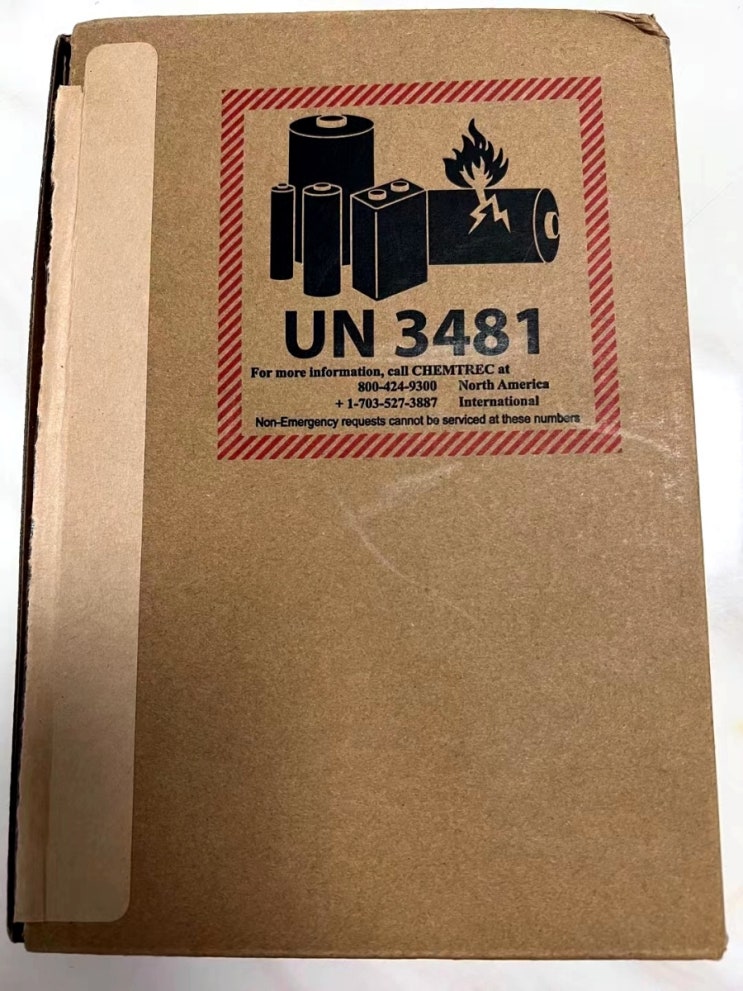 UN 3481
For more information, call CHEMTREC at
800-424-9300 North America
+ 1-703-527-3887 International
Non-Emergency requests cannot be serviced at these numbers